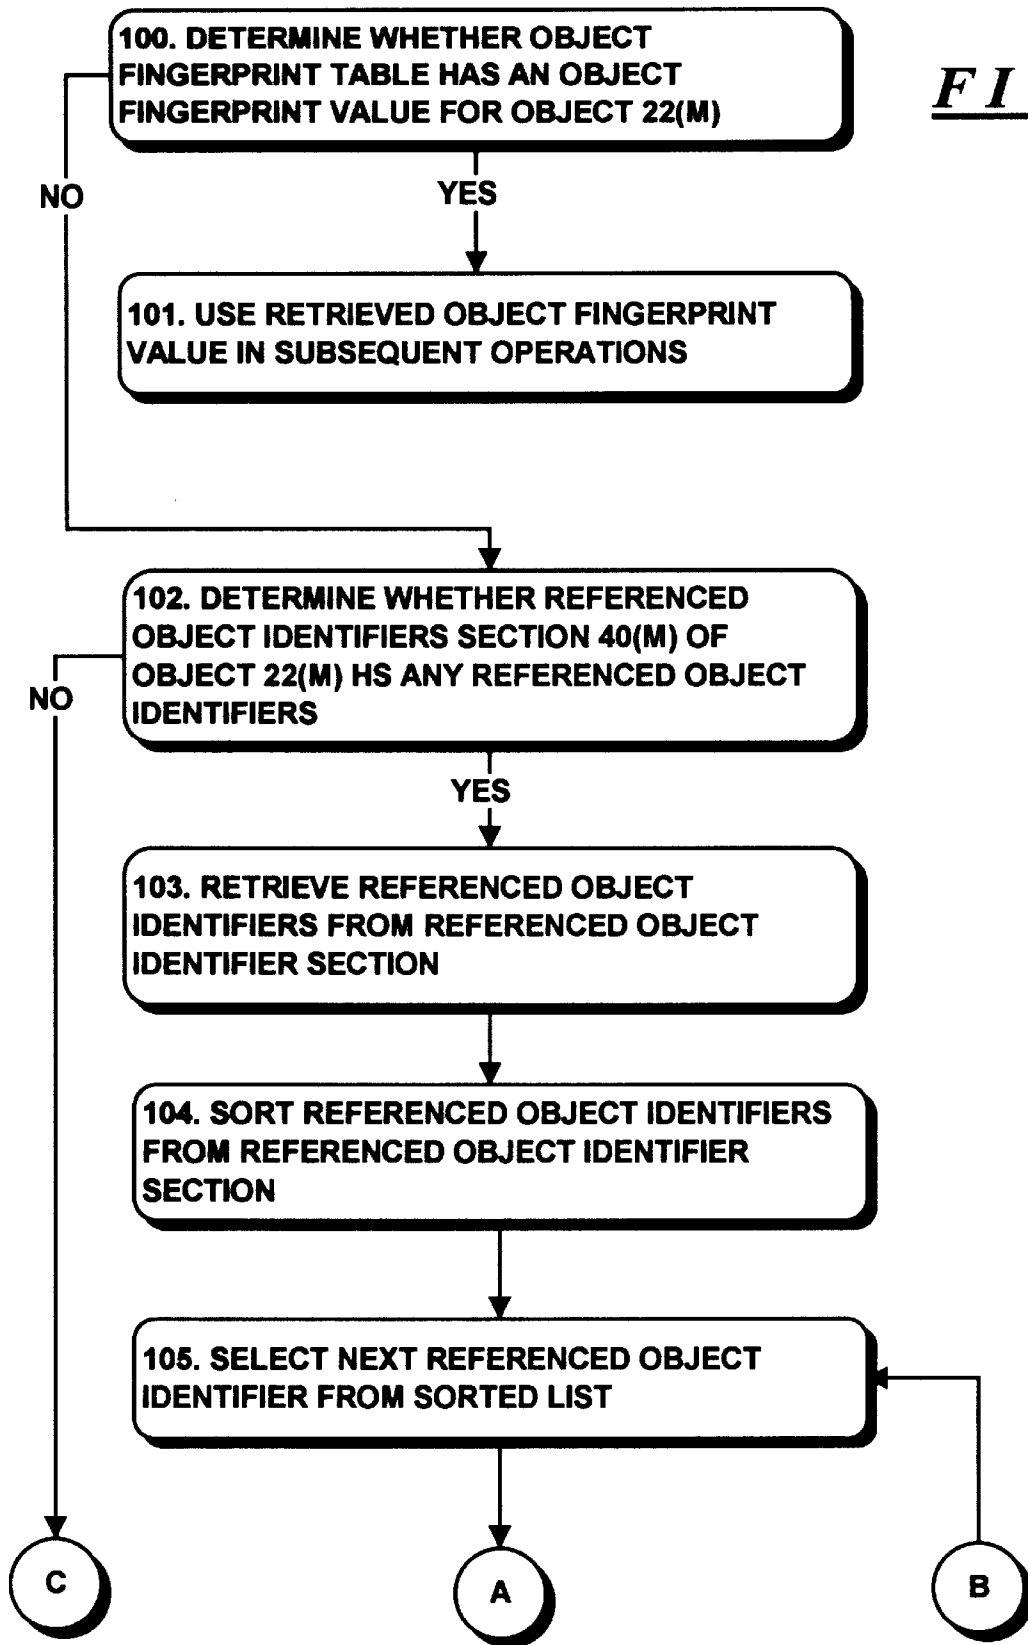 100. DETERMINE WHETHER OBJECT
FINGERPRINT TABLE HAS AN OBJECT
FINGERPRINT VALUE FOR OBJECT 22(M)
F I
NO
YES
101. USE RETRIEVED OBJECT FINGERPRINT
VALUE IN SUBSEQUENT OPERATIONS
102. DETERMINE WHETHER REFERENCED
OBJECT IDENTIFIERS SECTION 40(M) OF
OBJECT 22(M) HS ANY REFERENCED OBJECT
IDENTIFIERS
NO
YES
103. RETRIEVE REFERENCED OBJECT
IDENTIFIERS FROM REFERENCED OBJECT
IDENTIFIER SECTION
104. SORT REFERENCED OBJECT IDENTIFIERS
FROM REFERENCED OBJECT IDENTIFIER
SECTION
105. SELECT NEXT REFERENCED OBJECT
IDENTIFIER FROM SORTED LIST
C
A
B